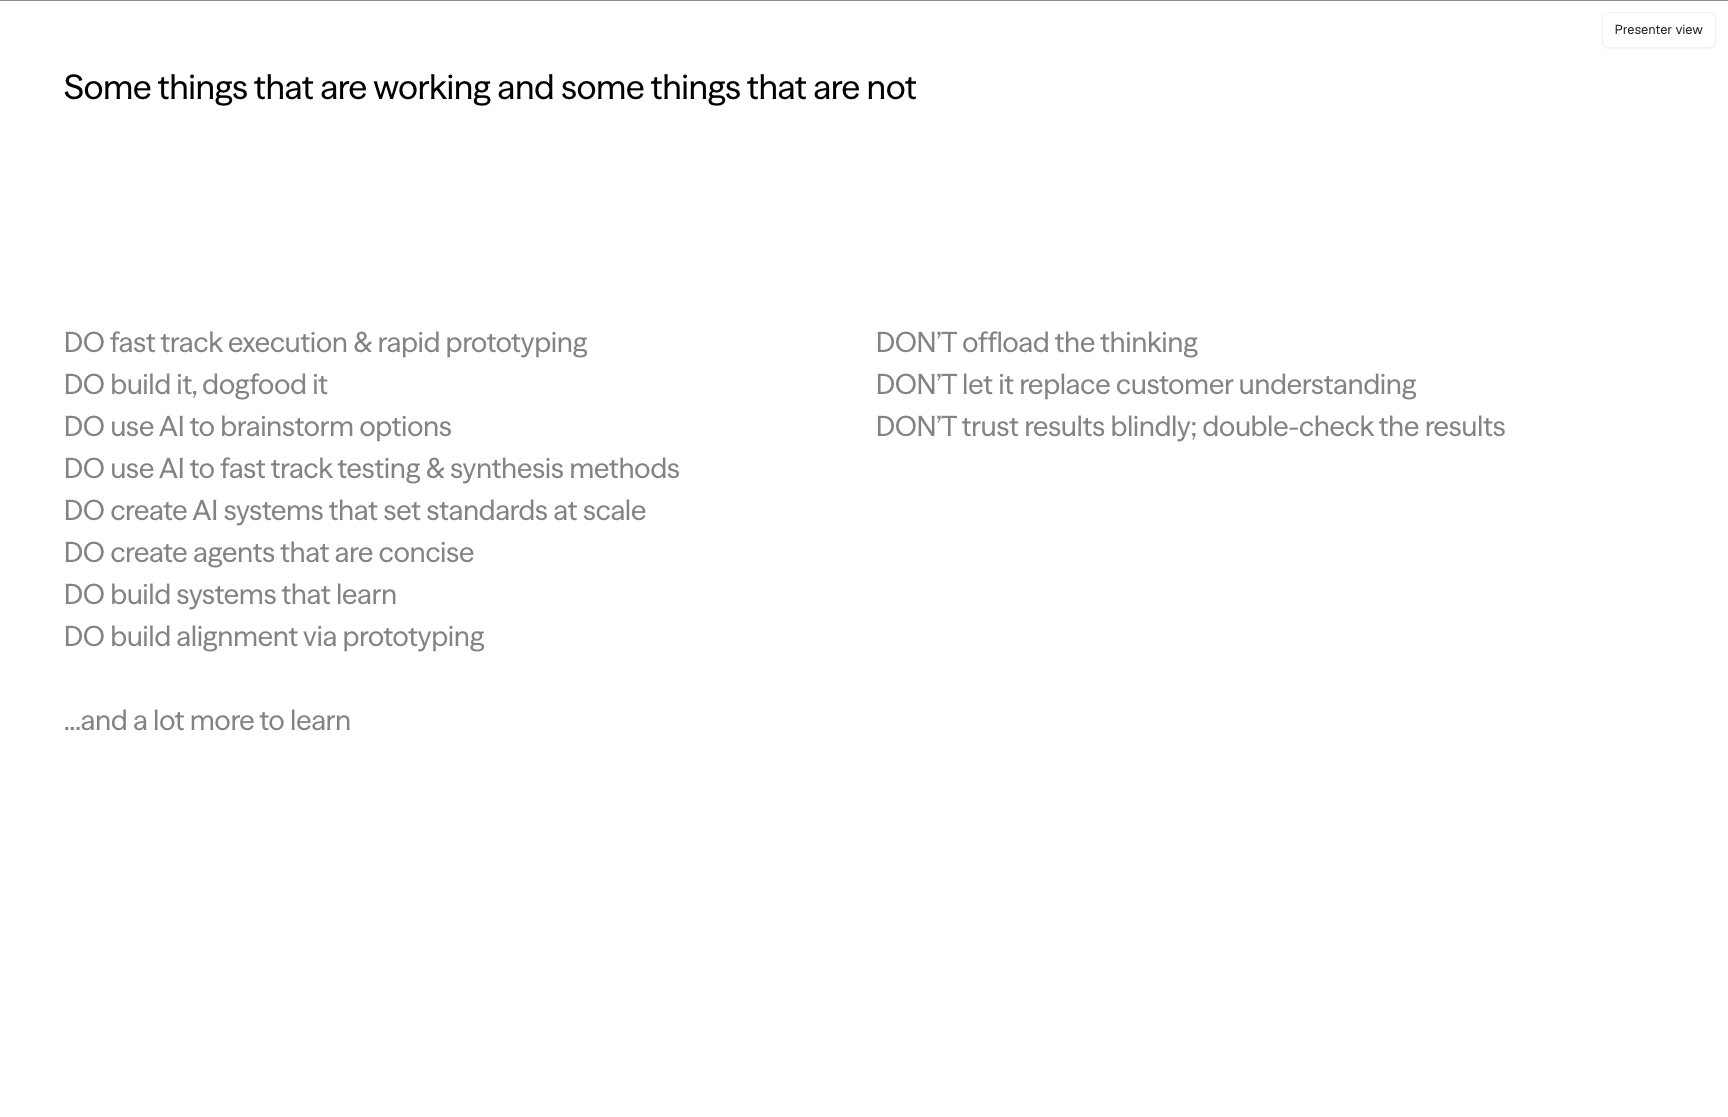 Presenter view
Some things that are working and some things that are not
DO fast track execution & rapid prototyping
DO build it, dogfood it
DO use AI to brainstorm options
DO use AI to fast track testing & synthesis methods
DO create AI systems that set standards at scale
DO create agents that are concise
DO build systems that learn
DO build alignment via prototyping
...and a lot more to learn
DON’T offload the thinking
DON’T let it replace customer understanding
DON’T trust results blindly; double-check the results